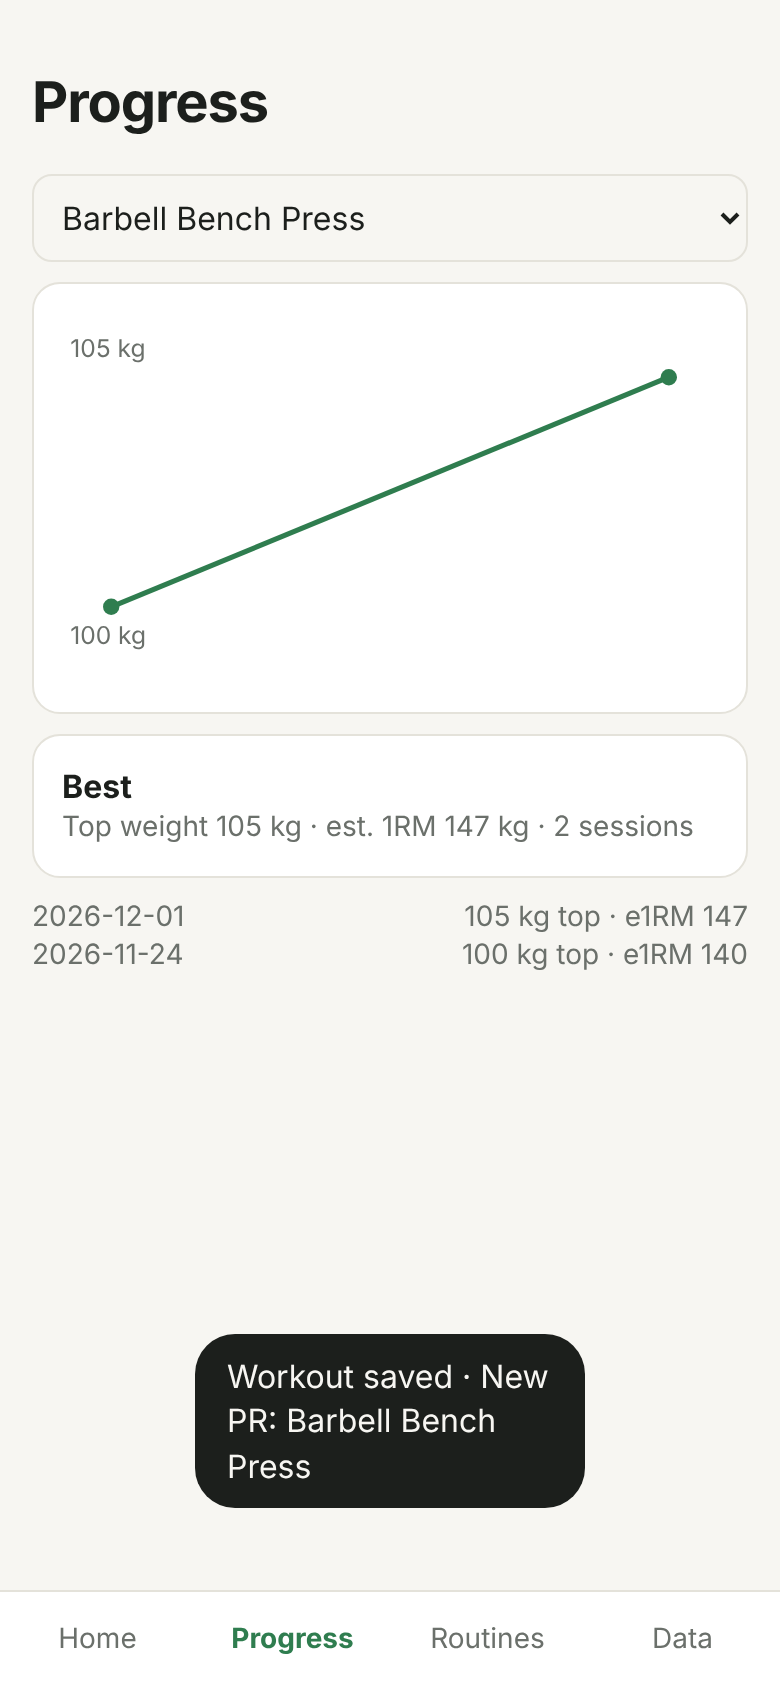 Progress
Barbell Bench Press
105 kg
100 kg
Best
Top weight 105 kg · est. 1RM 147 kg · 2 sessions
2026-12-01 105 kg top · e1RM 147
2026-11-24 100 kg top · e1RM 140
Workout saved · New
PR: Barbell Bench
Press
Home Progress Routines Data